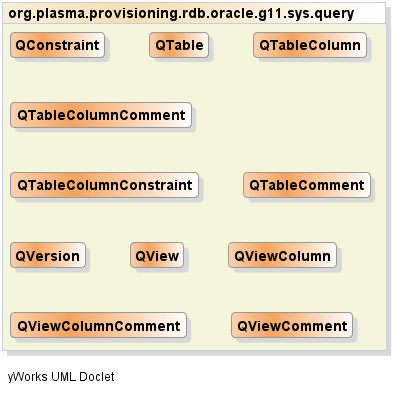 org.plasma.provisioning.rdb.oracle.g11.sys.query
QConstraint QTable QTableColumn
QTableColumnComment
QTableColumnConstraint QTableComment
QVersion QView QViewColumn
QViewColumnComment QViewComment
yWorks UML Doclet